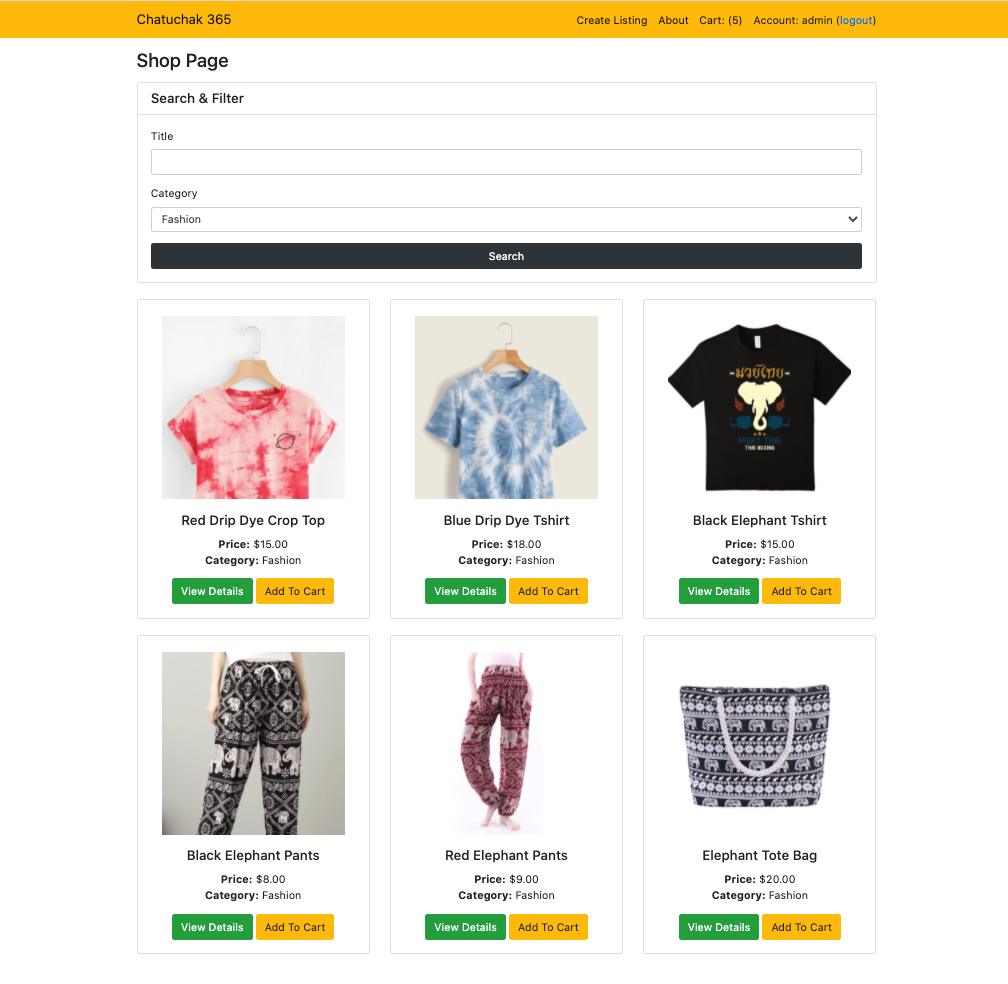 Chatuchak 365
Create Listing About Cart: (5) Account: admin (logout)
Shop Page
Search & Filter
Title
Category
Fashion
Search
มวยไทย
MUAY THAI
THAI BOXING
Red Drip Dye Crop Top
Price: $15.00
Category: Fashion
View Details Add To Cart
Blue Drip Dye Tshirt
Price: $18.00
Category: Fashion
View Details Add To Cart
Black Elephant Tshirt
Price: $15.00
Category: Fashion
View Details Add To Cart
Black Elephant Pants
Price: $8.00
Category: Fashion
View Details Add To Cart
Red Elephant Pants
Price: $9.00
Category: Fashion
View Details Add To Cart
Elephant Tote Bag
Price: $20.00
Category: Fashion
View Details Add To Cart